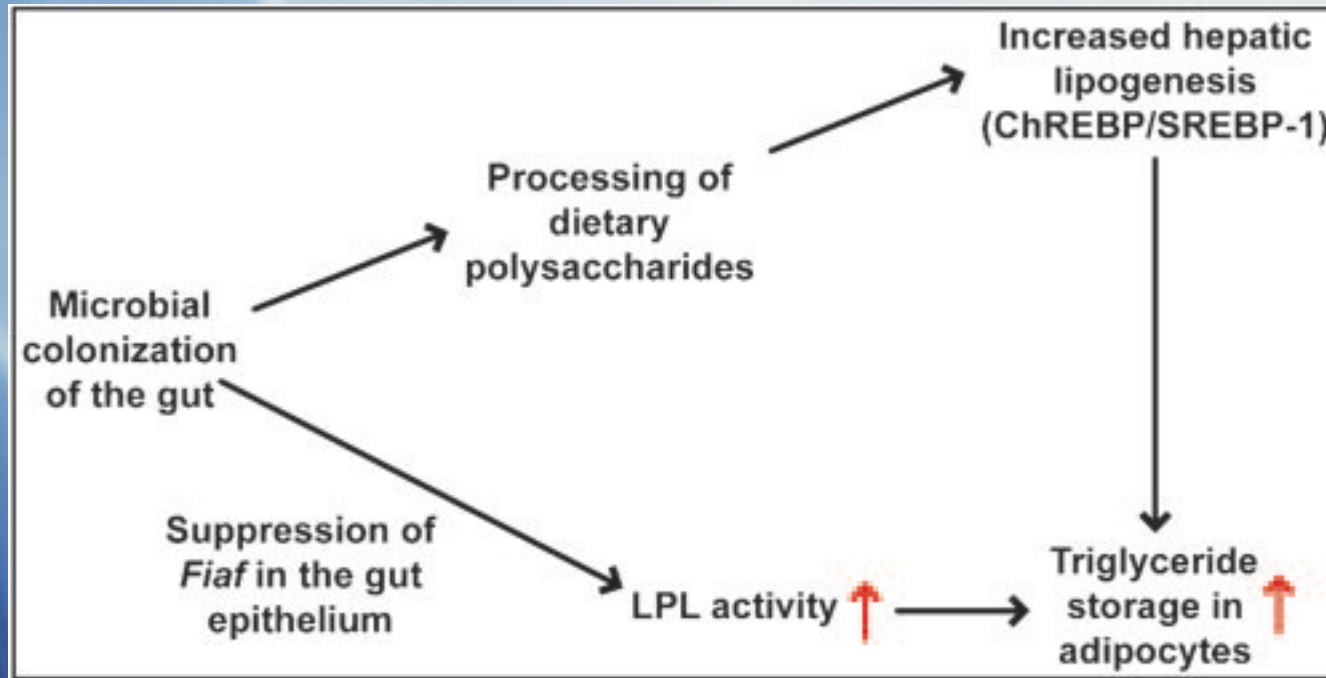 Increased hepatic
lipogenesis
(ChREBP/SREBP-1)
Processing of
dietary
polysaccharides
Microbial
colonization
of the gut
Suppression of
Fiaf in the gut
epithelium
LPL activity
Triglyceride
storage in
adipocytes